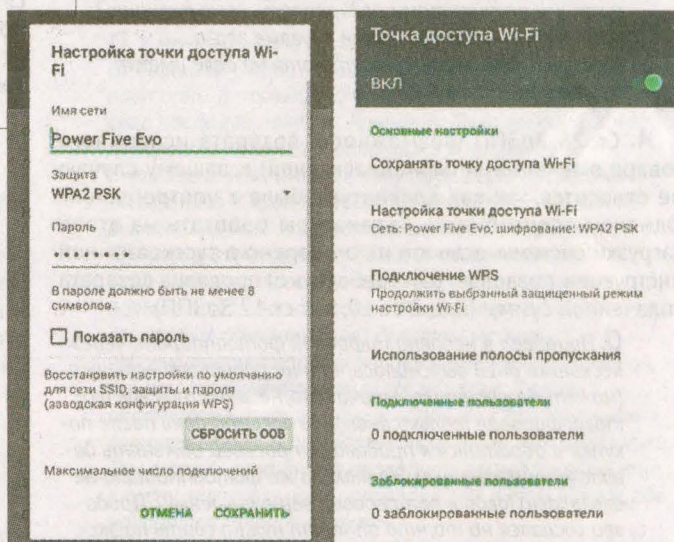 Настройка точки доступа Wi-
Fi
Имя сети
Power Five Evo
Защита
WPA2 PSK
Пароль
• • • • • • • •
В пароле должно быть не менее 8
символов.
Показать пароль
Восстановить настройки по умолчанию
для сети SSID, защиты и пароля
(заводская конфигурация WPS)
СБРОСИТЬ OOB
Максимальное число подключений
ОТМЕНА СОХРАНИТЬ
Точка доступа Wi-Fi
ВКЛ
Основные настройки
Сохранять точку доступа Wi-Fi
Настройка точки доступа Wi-Fi
Сеть: Power Five Evo; шифрование: WPA2 PSK
Подключение WPS
Продолжить выбранный защищенный режим
настройки Wi-Fi
Использование полосы пропускания
Подключенные пользователи
0 подключенные пользователи
Заблокированные пользователи
0 заблокированные пользователи